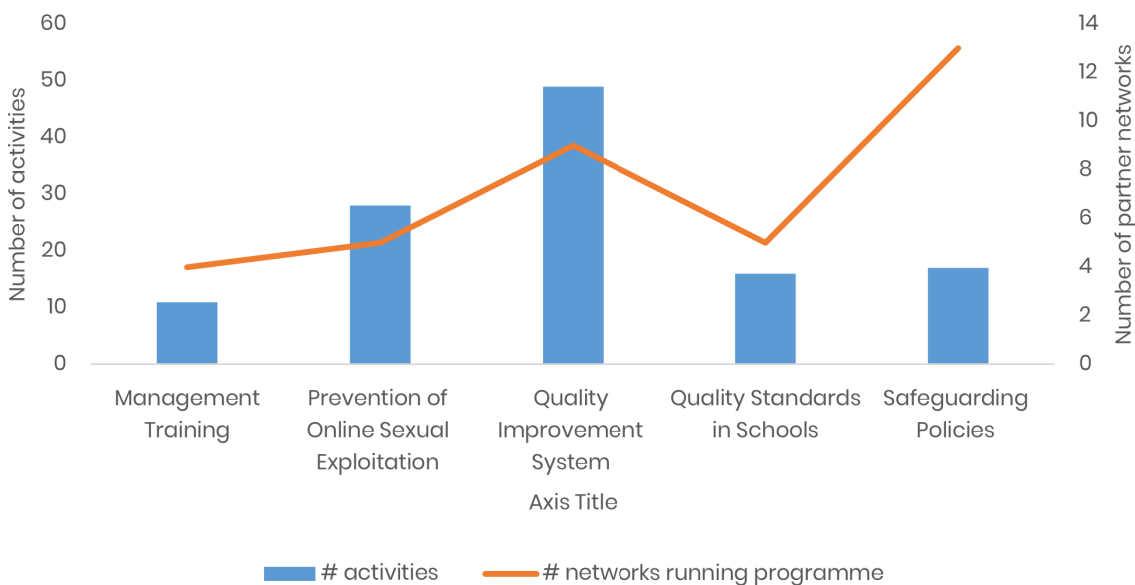 60
50
40
30
20
10
0
Number of activities
14
12
10
8
6
4
2
0
Number of partner networks
Management
Training
Prevention of
Online Sexual
Exploitation
Quality
Improvement
System
Quality Standards
in Schools
Safeguarding
Policies
Axis Title
# activities
# networks running programme